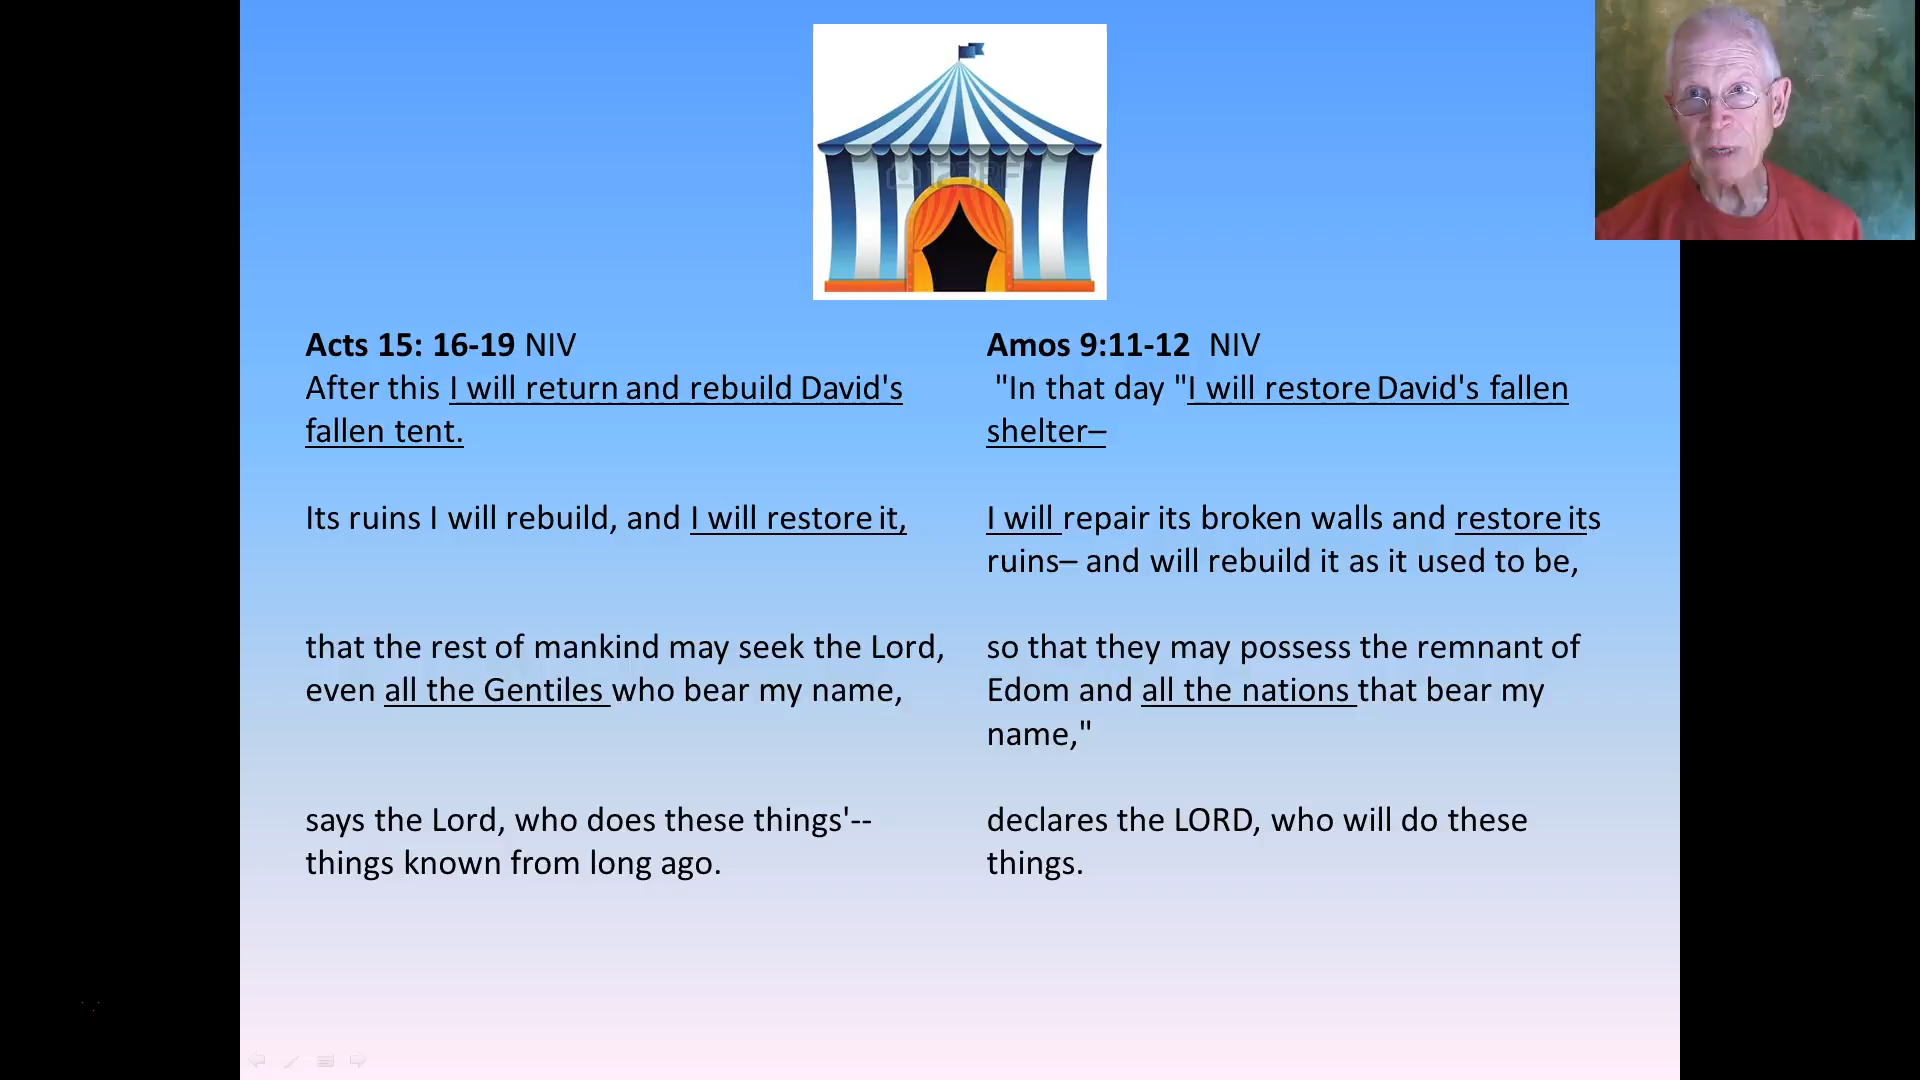 123RF
Acts 15: 16-19 NIV
After this I will return and rebuild David's
fallen tent.
Its ruins I will rebuild, and I will restore it,
that the rest of mankind may seek the Lord,
even all the Gentiles who bear my name,
says the Lord, who does these things'--
things known from long ago.
Amos 9:11-12 NIV
"In that day "I will restore David's fallen
shelter–
I will repair its broken walls and restore its
ruins– and will rebuild it as it used to be,
so that they may possess the remnant of
Edom and all the nations that bear my
name,"
declares the LORD, who will do these
things.